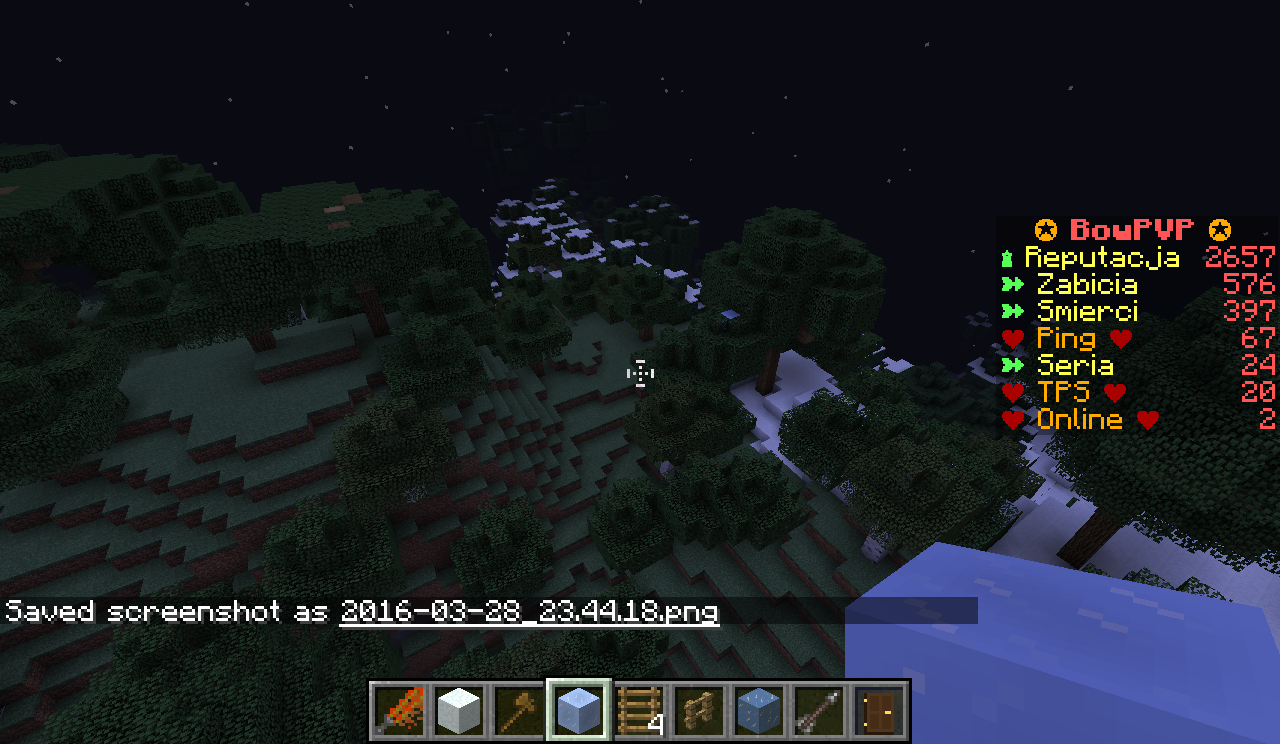 ✪ BowPVP ✪
Reputacja 2657
Zabicia 576
Smierci 397
❤ Ping ❤ 67
Seria 24
❤ TPS ❤ 20
❤ Online ❤ 2
Saved screenshot as 2016-03-28_23.44.18.png
4